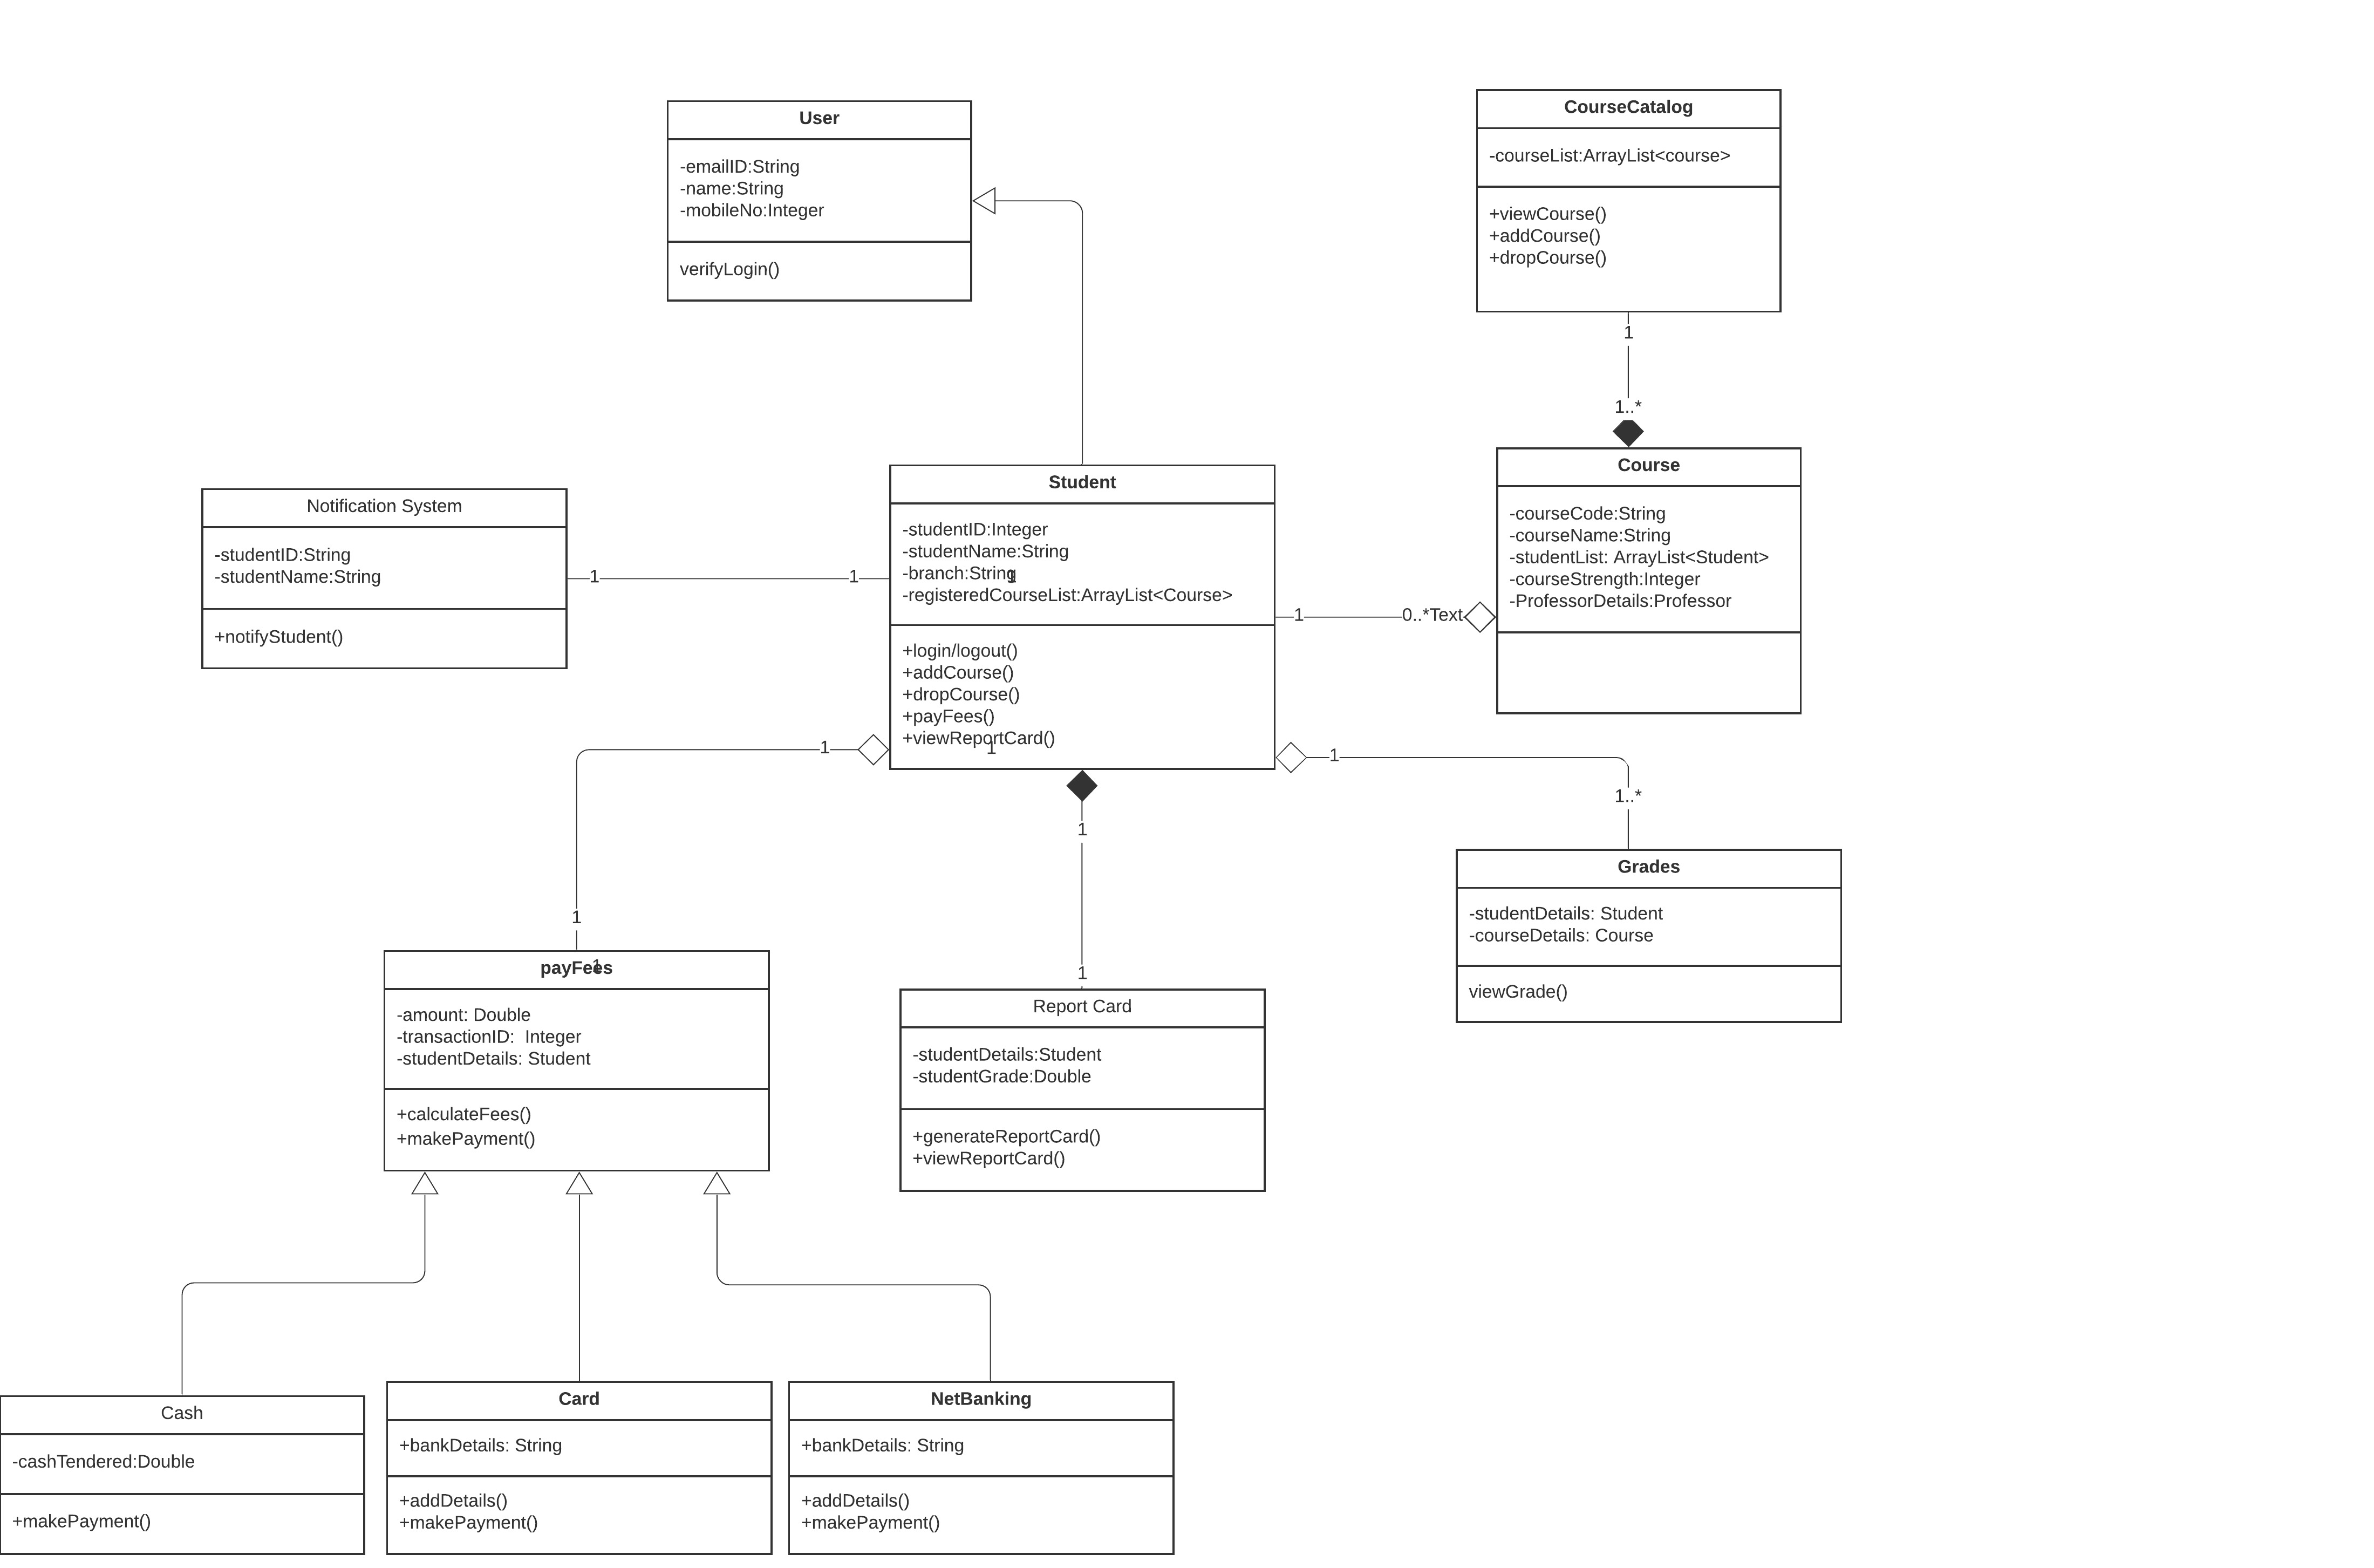 User
-emailID:String
-name:String
-mobileNo:Integer
verifyLogin()
CourseCatalog
-courseList:ArrayList<course>
+viewCourse()
+addCourse()
+dropCourse()
1
1..*
Notification System
-studentID:String
-studentName:String
+notifyStudent()
1
1
Student
-studentID:Integer
-studentName:String
-branch:String
1
-registeredCourseList:ArrayList<Course>
+login/logout()
+addCourse()
+dropCourse()
+payFees()
+viewReportCard()
1
1
0..*Text
Course
-courseCode:String
-courseName:String
-studentList: ArrayList<Student>
-courseStrength:Integer
-ProfessorDetails:Professor
1
1
1
1
1
1..*
payFees
1
-amount: Double
-transactionID:  Integer
-studentDetails: Student
+calculateFees()
+makePayment()
Report Card
-studentDetails:Student
-studentGrade:Double
+generateReportCard()
+viewReportCard()
Grades
-studentDetails: Student
-courseDetails: Course
viewGrade()
Cash
-cashTendered:Double
+makePayment()
Card
+bankDetails: String
+addDetails()
+makePayment()
NetBanking
+bankDetails: String
+addDetails()
+makePayment()